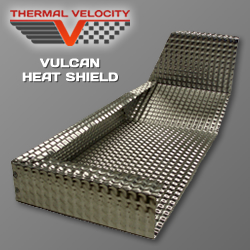 THERMAL VELOCITY
V
VULCAN
HEAT SHIELD